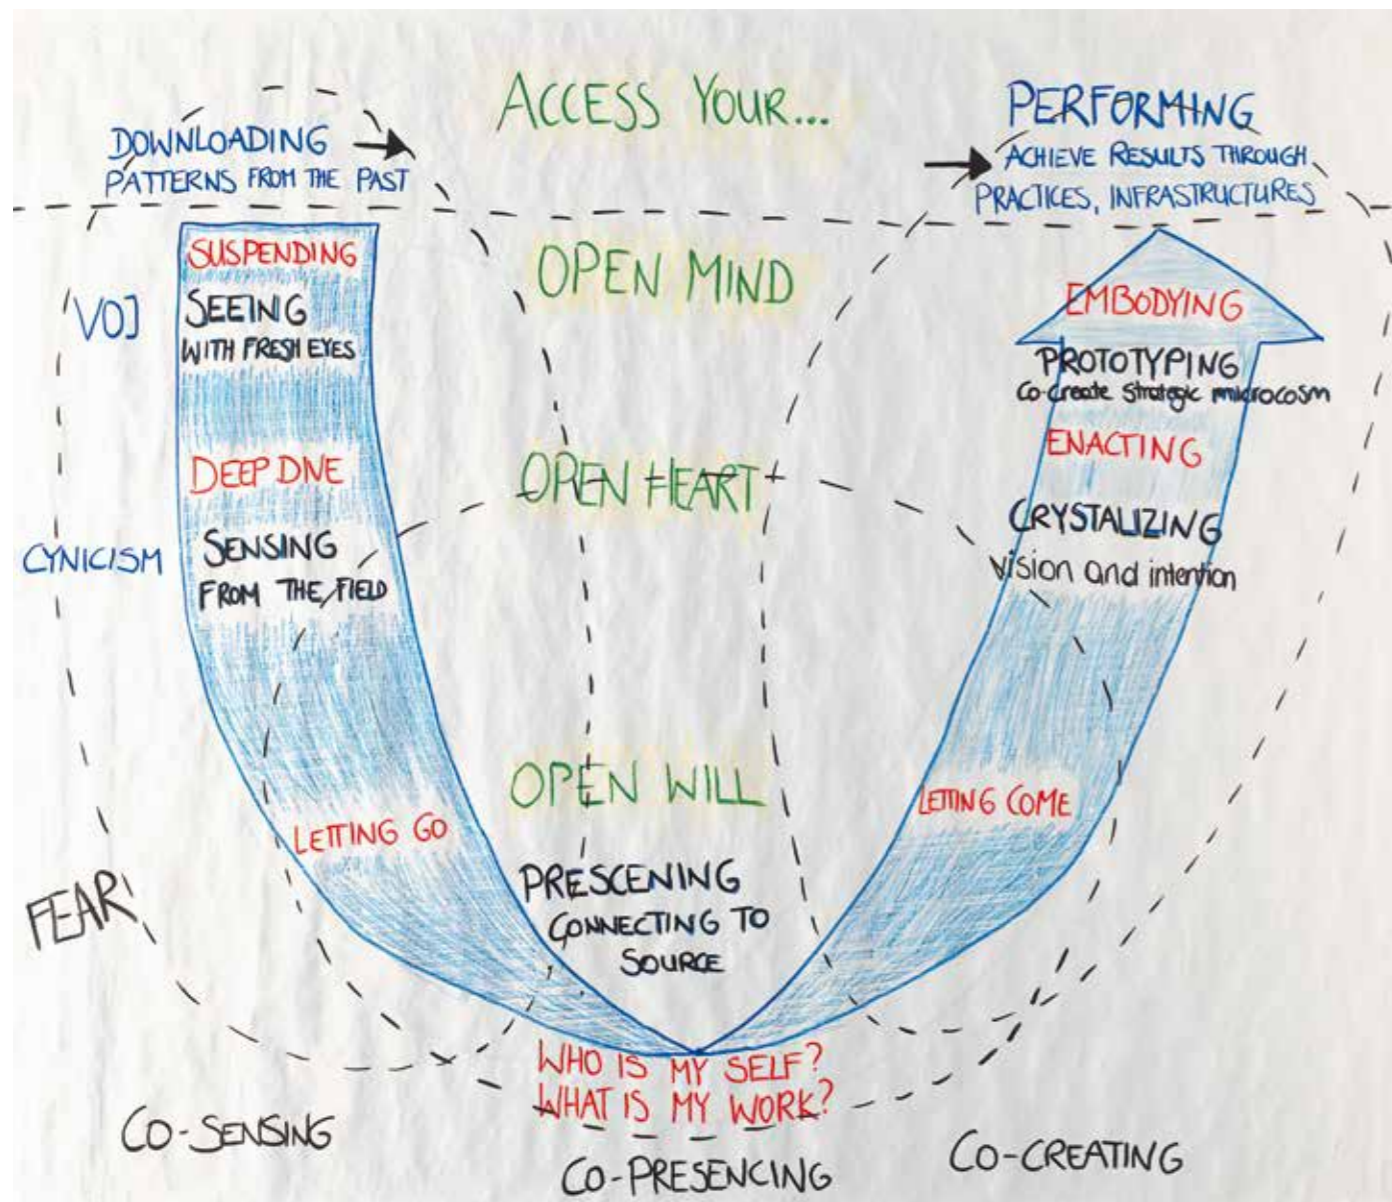 ACCESS YOUR...
DOWNLOADING
PATTERNS FROM THE PAST
PERFORMING
ACHIEVE RESULTS THROUGH
PRACTICES, INFRASTRUCTURES
SUSPENDING
SEEING
WITH FRESH EYES
VOJ
OPEN MIND
EMBODYING
PROTOTYPING
Co-Create Strategic microcosm
DEEP DIVE
OPEN HEART
ENACTING
CYNICISM
SENSING
FROM THE FIELD
CRYSTALIZING
vision and intention
OPEN WILL
LETTING GO
LETTING COME
FEAR
PRESCENING
CONNECTING TO
SOURCE
WHO IS MY SELF?
WHAT IS MY WORK?
CO-SENSING
CO-PRESENCING
CO-CREATING